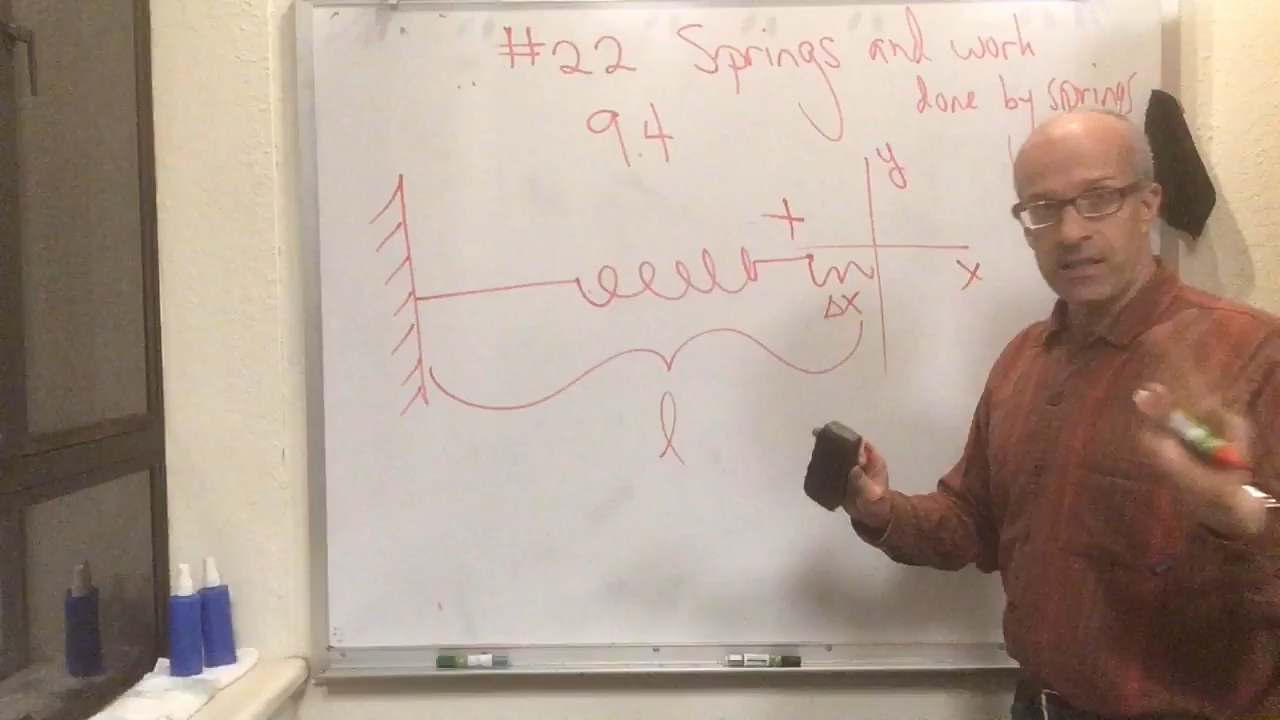 #22 Springs and work
done by springs
9.4
y
+
x
Δx
l